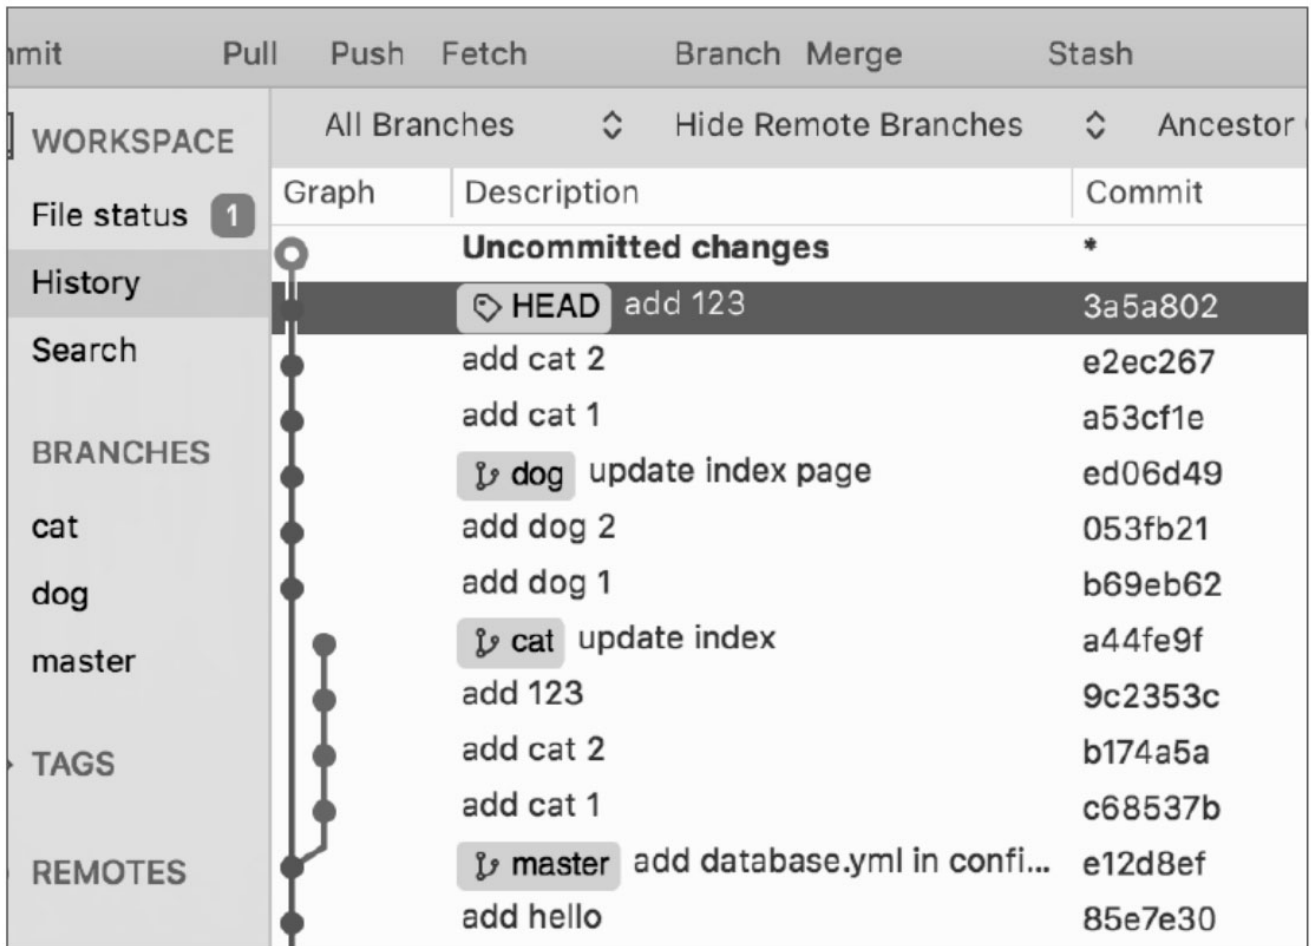 mmit Pull Push Fetch Branch Merge Stash
WORKSPACE
File status 1
History
Search
BRANCHES
cat
dog
master
TAGS
REMOTES
All Branches Hide Remote Branches Ancestor
Graph Description Commit
Uncommitted changes *
HEAD add 123 3a5a802
add cat 2 e2ec267
add cat 1 a53cf1e
dog update index page ed06d49
add dog 2 053fb21
add dog 1 b69eb62
cat update index a44fe9f
add 123 9c2353c
add cat 2 b174a5a
add cat 1 c68537b
master add database.yml in confi... e12d8ef
add hello 85e7e30